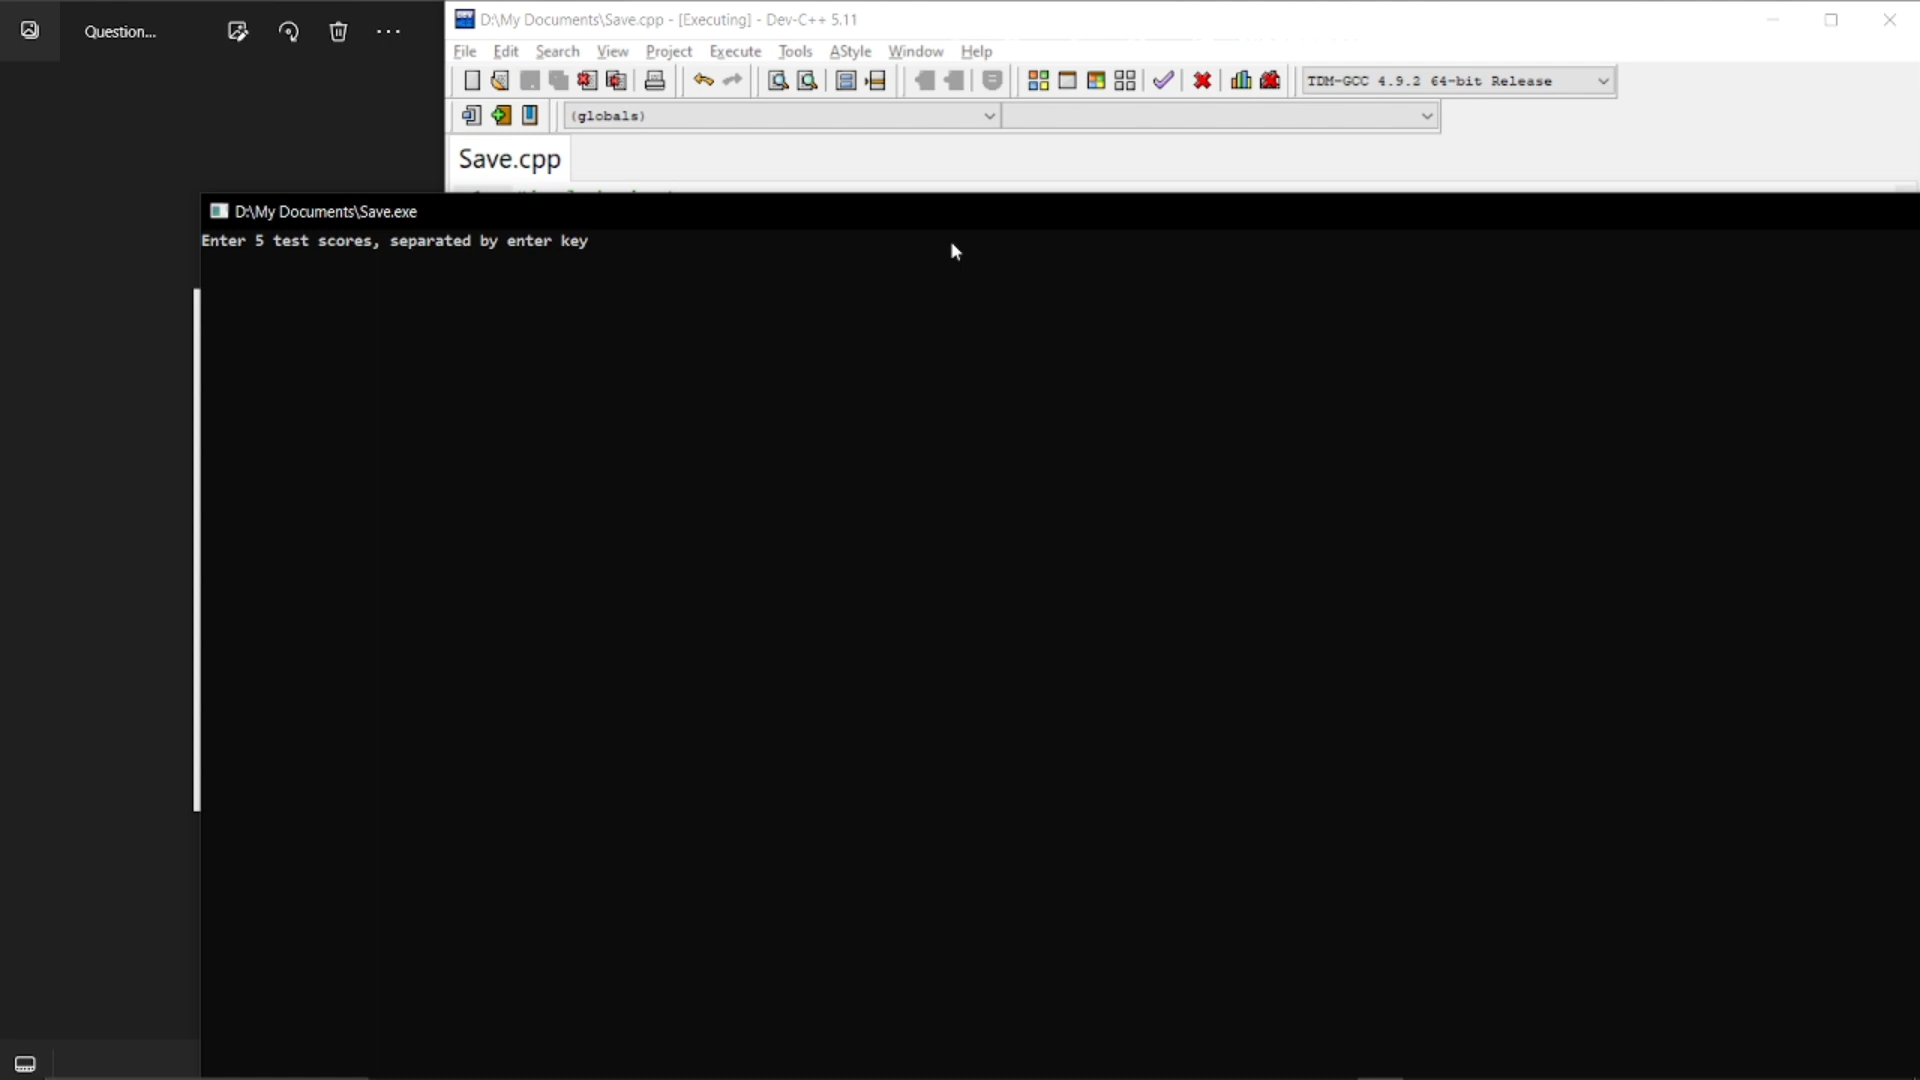 Question...
D:\My Documents\Save.cpp - [Executing] - Dev-C++ 5.11
File Edit Search View Project Execute Tools AStyle Window Help
TDM-GCC 4.9.2 64-bit Release
(globals)
Save.cpp
D:\My Documents\Save.exe
Enter 5 test scores, separated by enter key